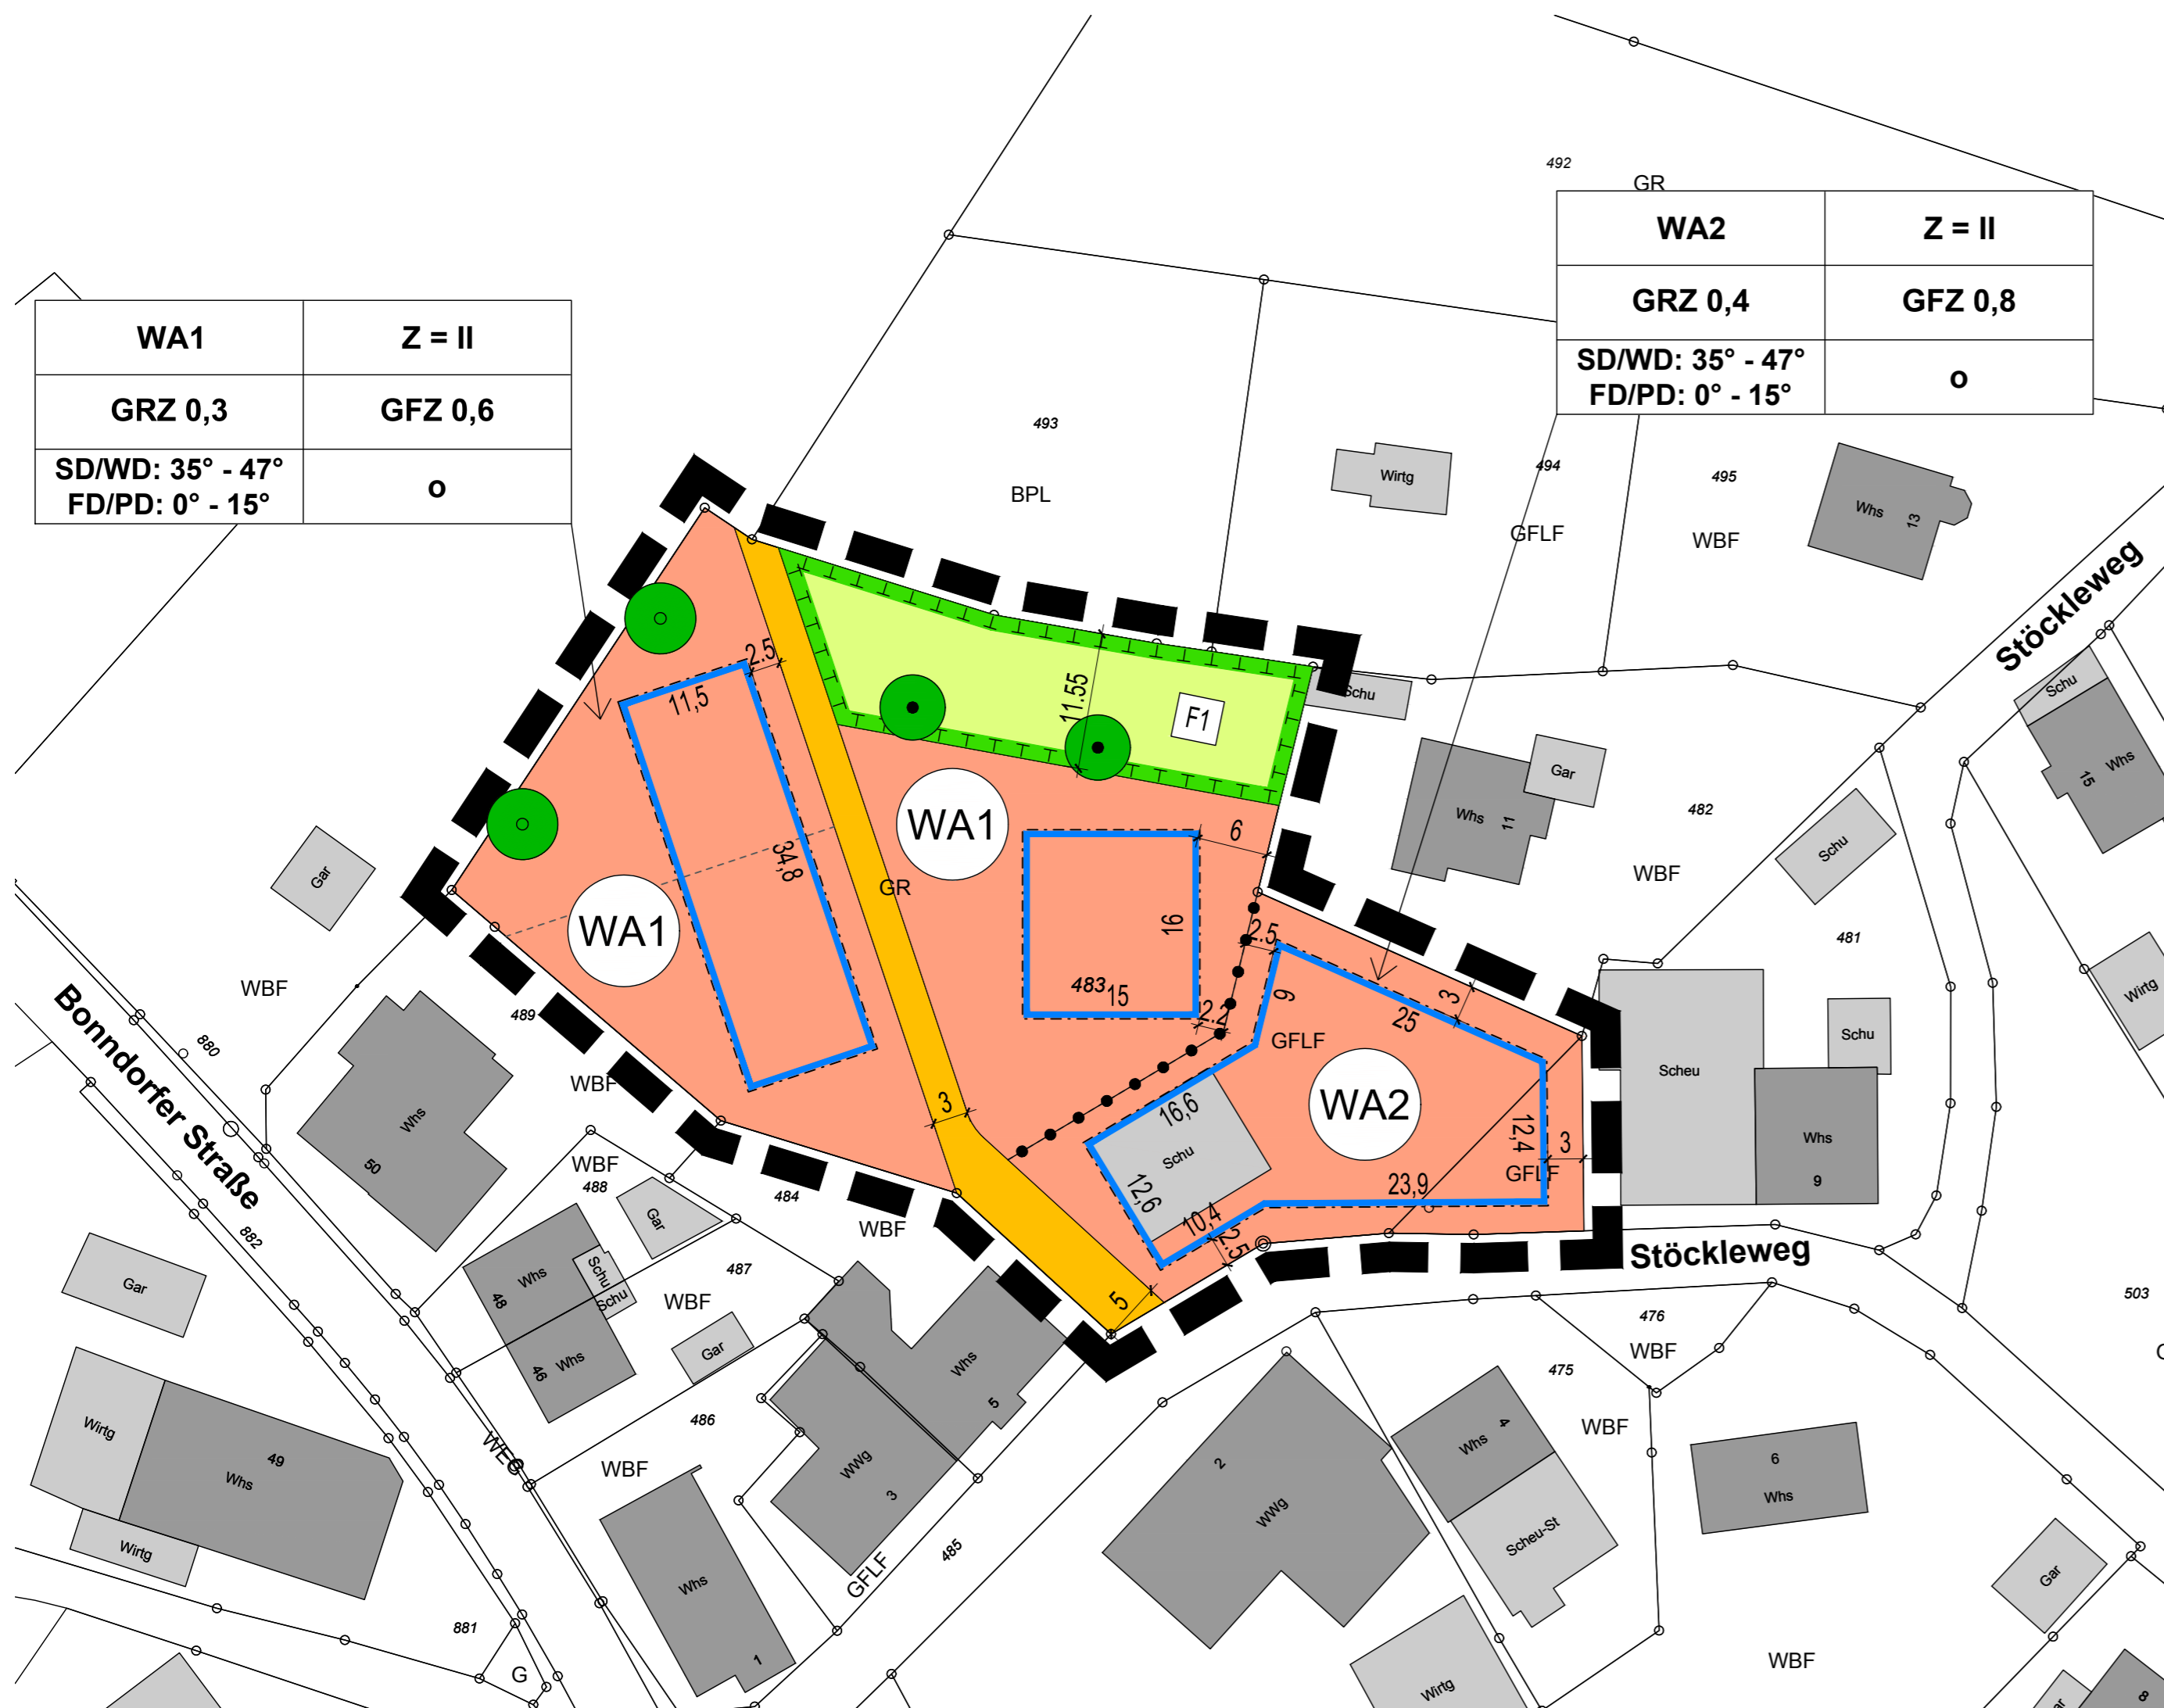 492
GR
WA2
Z = II
GRZ 0,4
GFZ 0,8
SD/WD: 35° - 47°
FD/PD: 0° - 15°
o
WA1
Z = II
GRZ 0,3
GFZ 0,6
SD/WD: 35° - 47°
FD/PD: 0° - 15°
o
493
BPL
Wirtg
494
GFLF
495
WBF
Whs
13
Stöckleweg
Schu
Schu
Whs
15
2.5
11,5
11.55
F1
Gar
Whs
11
482
WBF
Schu
481
Wirtg
Gar
WA1
6
34,8
GR
WA1
16
483
15
2.5
2.2
9
3
25
GFLF
WA2
16,6
Schu
12,6
10,4
2.5
23,9
12,4
3
GFLF
Scheu
Schu
Whs
9
WBF
Bonndorfer Straße
880
489
WBF
Whs
50
3
5
Stöckleweg
WBF
488
Gar
484
WBF
882
Gar
Whs
48
Schu
Schu
487
WBF
Whs
46
Gar
Whs
5
476
WBF
475
503
Wirtg
49
Whs
Wirtg
WEG
486
WBF
WWg
3
2
WWg
Whs
4
WBF
6
Whs
Scheu-St
Whs
1
GFLF
485
881
G
Wirtg
WBF
Gar
8